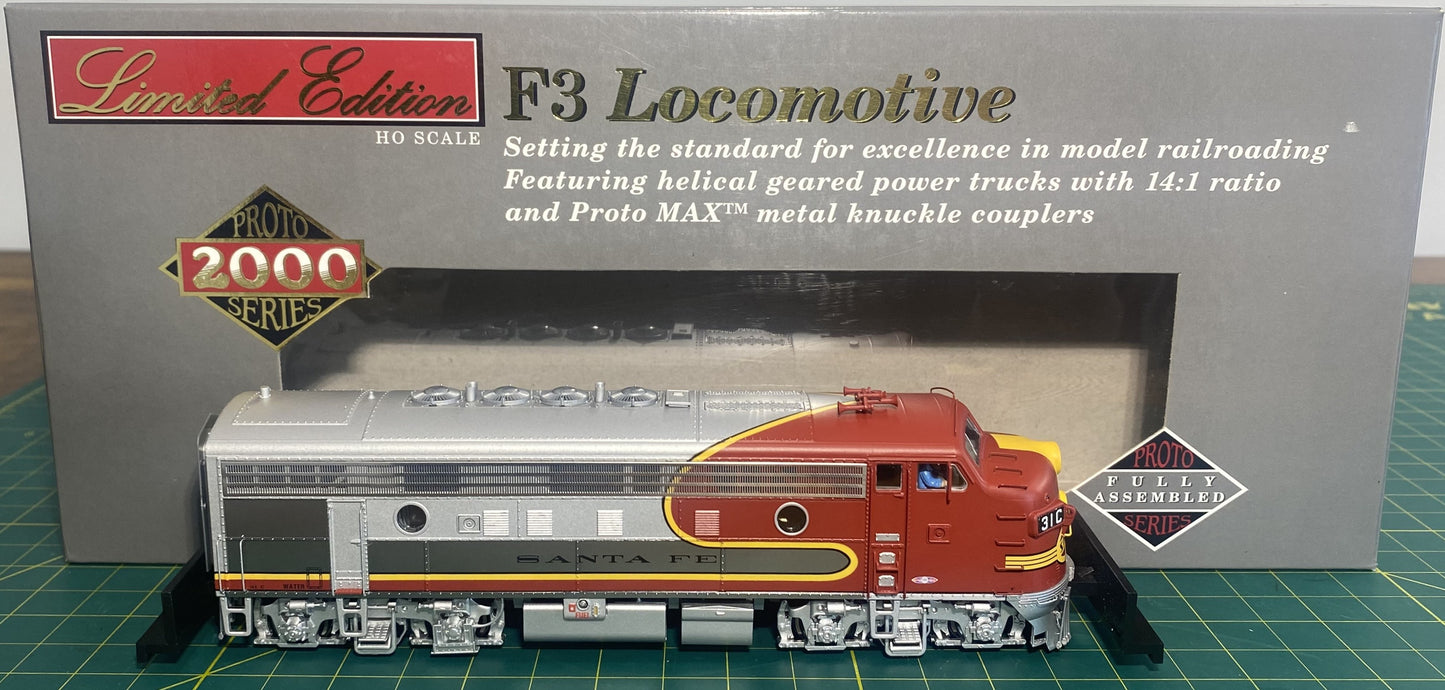 Limited Edition
HO SCALE
F3 Locomotive
Setting the standard for excellence in model railroading
Featuring helical geared power trucks with 14:1 ratio
and Proto MAX™ metal knuckle couplers
PROTO
2000
SERIES
PROTO
FULLY
ASSEMBLED
SERIES
31C
SANTA FE
WATER
FUEL